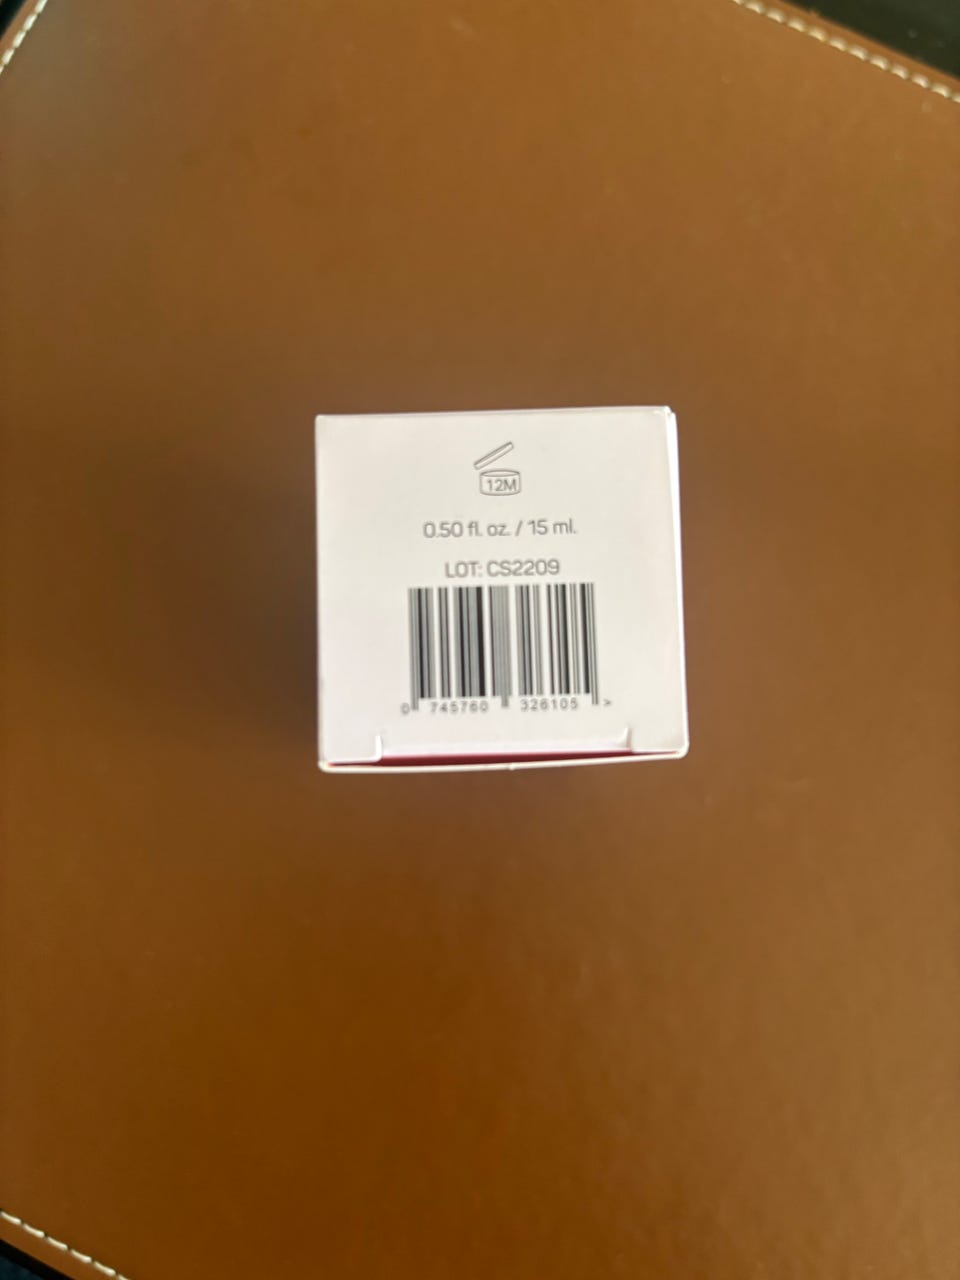 12M
0.50 fl. oz. / 15 ml.
LOT: CS2209
0 745760 326105 >